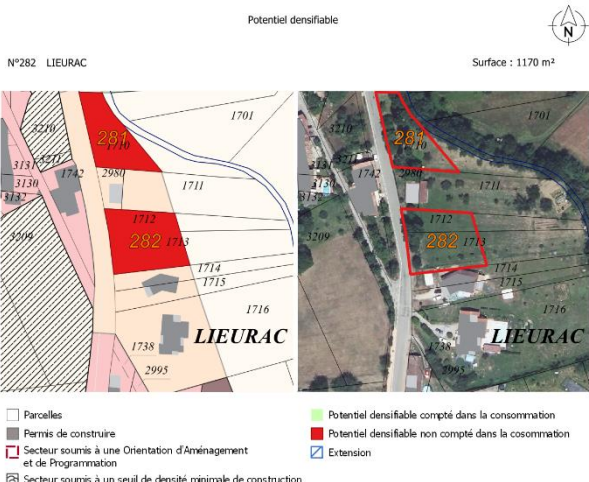 Potentiel densifiable
N
N°282 LIEURAC
Surface : 1170 m²
1701
3210
281
1710
3131 3211
1742
2980
3130
1711
3132
1712
3209
282 1713
1714
1715
1716
LIEURAC
1738
2995
1701
3210
281
1710
3131 3211
1742
2980
3130
1711
3132
1712
3209
282 1713
1714
1715
1716
LIEURAC
1738
2995
Parcelles
Permis de construire
Secteur soumis à une Orientation d'Aménagement
et de Programmation
Secteur soumis à un seuil de densité minimale de construction.
Potentiel densifiable compté dans la consommation
Potentiel densifiable non compté dans la cosommation
Extension